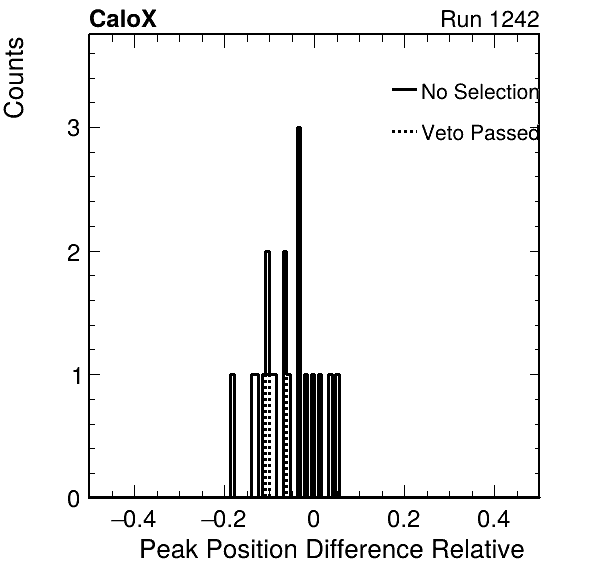 CaloX Run 1242
Counts
No Selection
Veto Passed
3
2
1
0
−0.4 −0.2 0 0.2 0.4
Peak Position Difference Relative